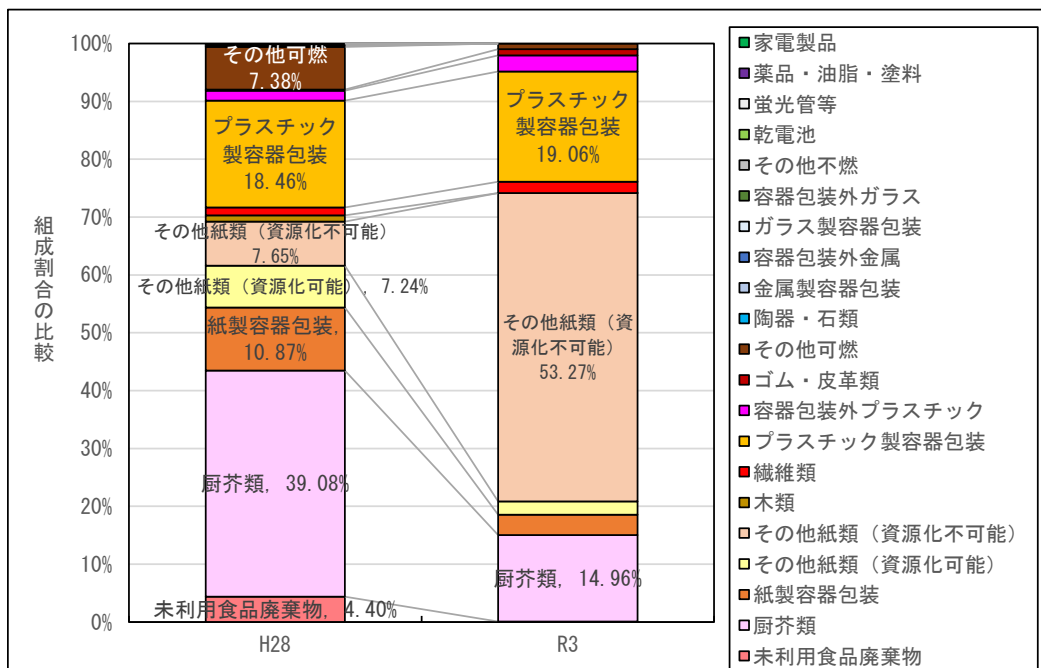 組成割合の比較
100%
90%
80%
70%
60%
50%
40%
30%
20%
10%
0%
その他可燃
7.38%
プラスチック
製容器包装
18.46%
その他紙類（資源化不可能）
7.65%
その他紙類（資源化可能）, 7.24%
紙製容器包装,
10.87%
厨芥類, 39.08%
未利用食品廃棄物, 4.40%
プラスチック
製容器包装
19.06%
その他紙類（資
源化不可能）
53.27%
厨芥類, 14.96%
H28
R3
家電製品
薬品・油脂・塗料
蛍光管等
乾電池
その他不燃
容器包装外ガラス
ガラス製容器包装
容器包装外金属
金属製容器包装
陶器・石類
その他可燃
ゴム・皮革類
容器包装外プラスチック
プラスチック製容器包装
繊維類
木類
その他紙類（資源化不可能）
その他紙類（資源化可能）
紙製容器包装
厨芥類
未利用食品廃棄物